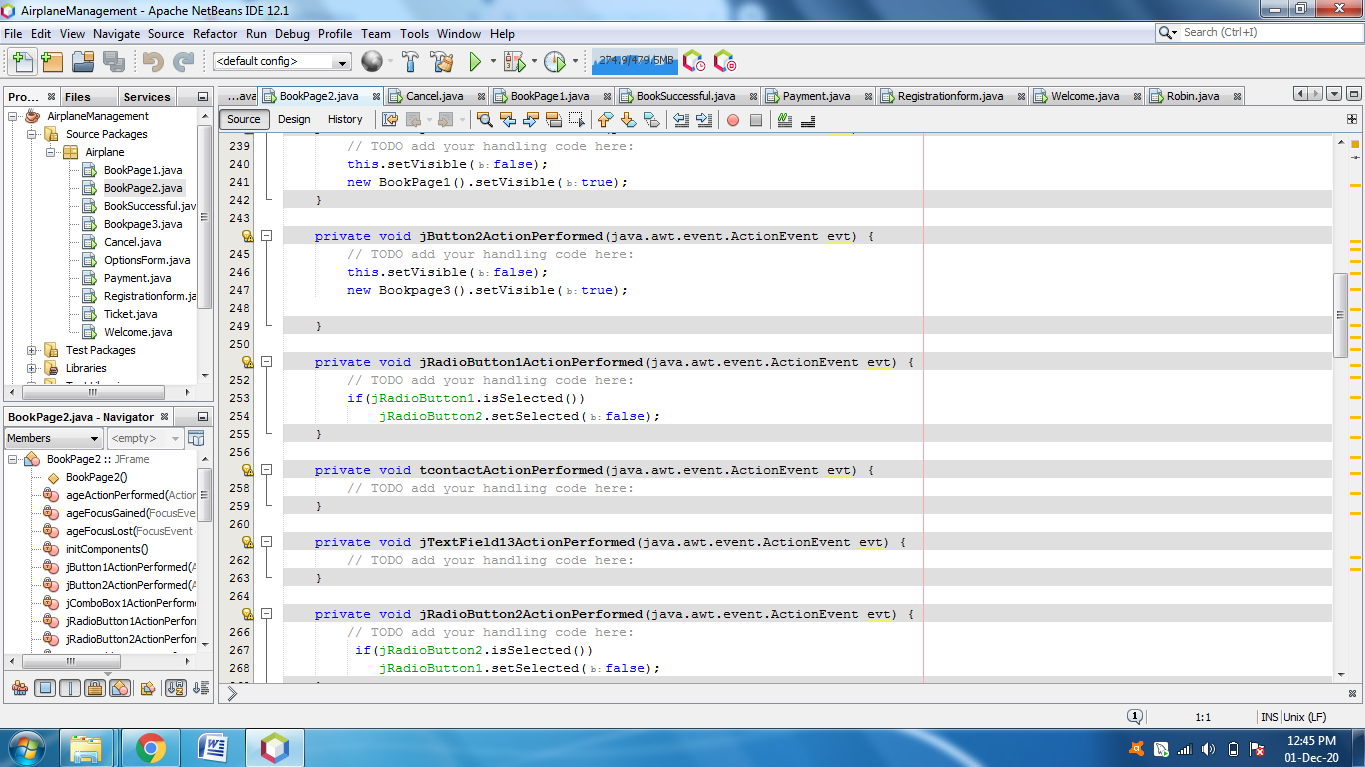 AirplaneManagement - Apache NetBeans IDE 12.1
File Edit View Navigate Source Refactor Run Debug Profile Team Tools Window Help
Search (Ctrl+I)
<default config>
274.9/479.5MB
Pro... Files Services
...ava BookPage2.java Cancel.java BookPage1.java BookSuccessful.java Payment.java Registrationform.java Welcome.java Robin.java
Source Design History
AirplaneManagement
Source Packages
Airplane
BookPage1.java
BookPage2.java
BookSuccessful.jav
Bookpage3.java
Cancel.java
OptionsForm.java
Payment.java
Registrationform.ja
Ticket.java
Welcome.java
Test Packages
Libraries
BookPage2.java - Navigator
Members <empty>
BookPage2 :: JFrame
BookPage2()
ageActionPerformed(Action
ageFocusGained(FocusEve
ageFocusLost(FocusEvent
initComponents()
jButton1ActionPerformed(A
jButton2ActionPerformed(A
jComboBox1ActionPerforme
jRadioButton1ActionPerform
jRadioButton2ActionPerform
239 // TODO add your handling code here:
240 this.setVisible(b:false);
241 new BookPage1().setVisible(b:true);
242 }
243
private void jButton2ActionPerformed(java.awt.event.ActionEvent evt) {
245 // TODO add your handling code here:
246 this.setVisible(b:false);
247 new Bookpage3().setVisible(b:true);
248
249 }
250
private void jRadioButton1ActionPerformed(java.awt.event.ActionEvent evt) {
252 // TODO add your handling code here:
253 if(jRadioButton1.isSelected())
254 jRadioButton2.setSelected(b:false);
255 }
256
private void tcontactActionPerformed(java.awt.event.ActionEvent evt) {
258 // TODO add your handling code here:
259 }
260
private void jTextField13ActionPerformed(java.awt.event.ActionEvent evt) {
262 // TODO add your handling code here:
263 }
264
private void jRadioButton2ActionPerformed(java.awt.event.ActionEvent evt) {
266 // TODO add your handling code here:
267 if(jRadioButton2.isSelected())
268 jRadioButton1.setSelected(b:false);
1 1:1 INS Unix (LF)
12:45 PM
01-Dec-20